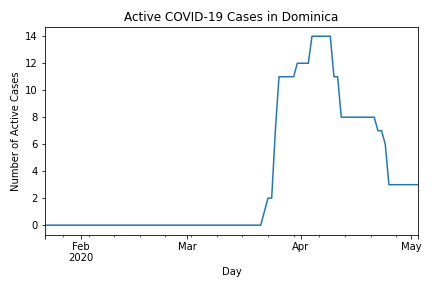 Active COVID-19 Cases in Dominica
14
12
10
8
6
4
2
0
Number of Active Cases
Feb
2020
Mar
Apr
May
Day